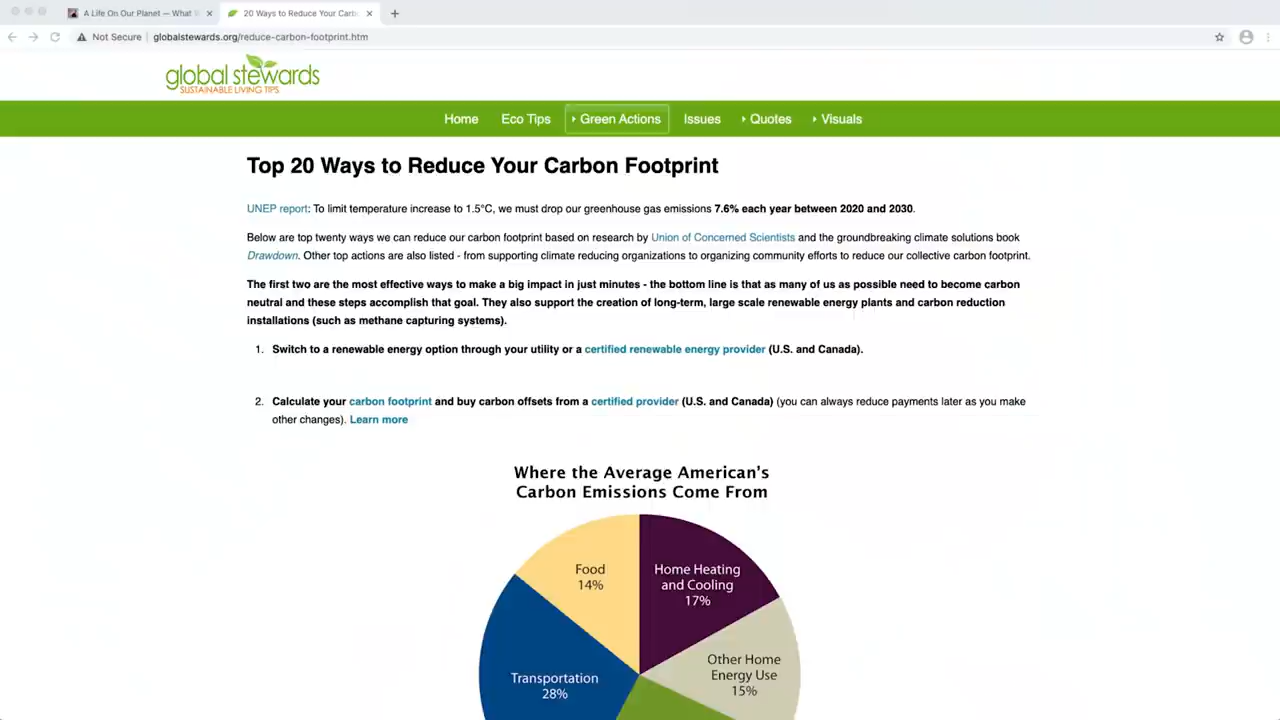 A Life On Our Planet — What
20 Ways to Reduce Your Carb
Not Secure globalstewards.org/reduce-carbon-footprint.htm
global stewards
SUSTAINABLE LIVING TIPS
Home Eco Tips Green Actions Issues Quotes Visuals
Top 20 Ways to Reduce Your Carbon Footprint
UNEP report: To limit temperature increase to 1.5°C, we must drop our greenhouse gas emissions 7.6% each year between 2020 and 2030.
Below are top twenty ways we can reduce our carbon footprint based on research by Union of Concerned Scientists and the groundbreaking climate solutions book
Drawdown. Other top actions are also listed - from supporting climate reducing organizations to organizing community efforts to reduce our collective carbon footprint.
The first two are the most effective ways to make a big impact in just minutes - the bottom line is that as many of us as possible need to become carbon
neutral and these steps accomplish that goal. They also support the creation of long-term, large scale renewable energy plants and carbon reduction
installations (such as methane capturing systems).
1. Switch to a renewable energy option through your utility or a certified renewable energy provider (U.S. and Canada).
2. Calculate your carbon footprint and buy carbon offsets from a certified provider (U.S. and Canada) (you can always reduce payments later as you make
other changes). Learn more
Where the Average American's
Carbon Emissions Come From
Food
14%
Home Heating
and Cooling
17%
Other Home
Energy Use
15%
Transportation
28%